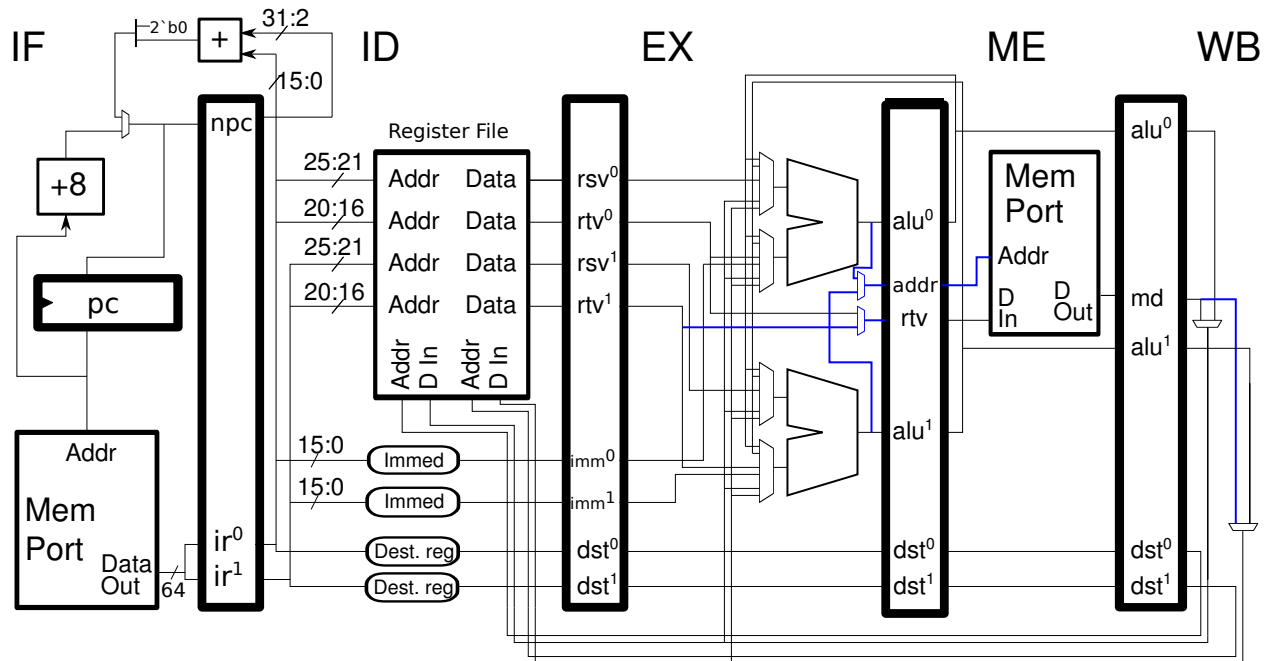 IF
ID
EX
ME
WB
2`b0
+
31:2
15:0
npc
+8
pc
Addr
Mem
Port
Data
Out
64
ir⁰
ir¹
Register File
25:21
Addr
Data
20:16
Addr
Data
25:21
Addr
Data
20:16
Addr
Data
Addr
D In
Addr
D In
15:0
Immed
15:0
Immed
Dest. reg
Dest. reg
rsv⁰
rtv⁰
rsv¹
rtv¹
imm⁰
imm¹
dst⁰
dst¹
alu⁰
addr
rtv
alu¹
dst⁰
dst¹
Mem
Port
Addr
D
In
D
Out
alu⁰
md
alu¹
dst⁰
dst¹